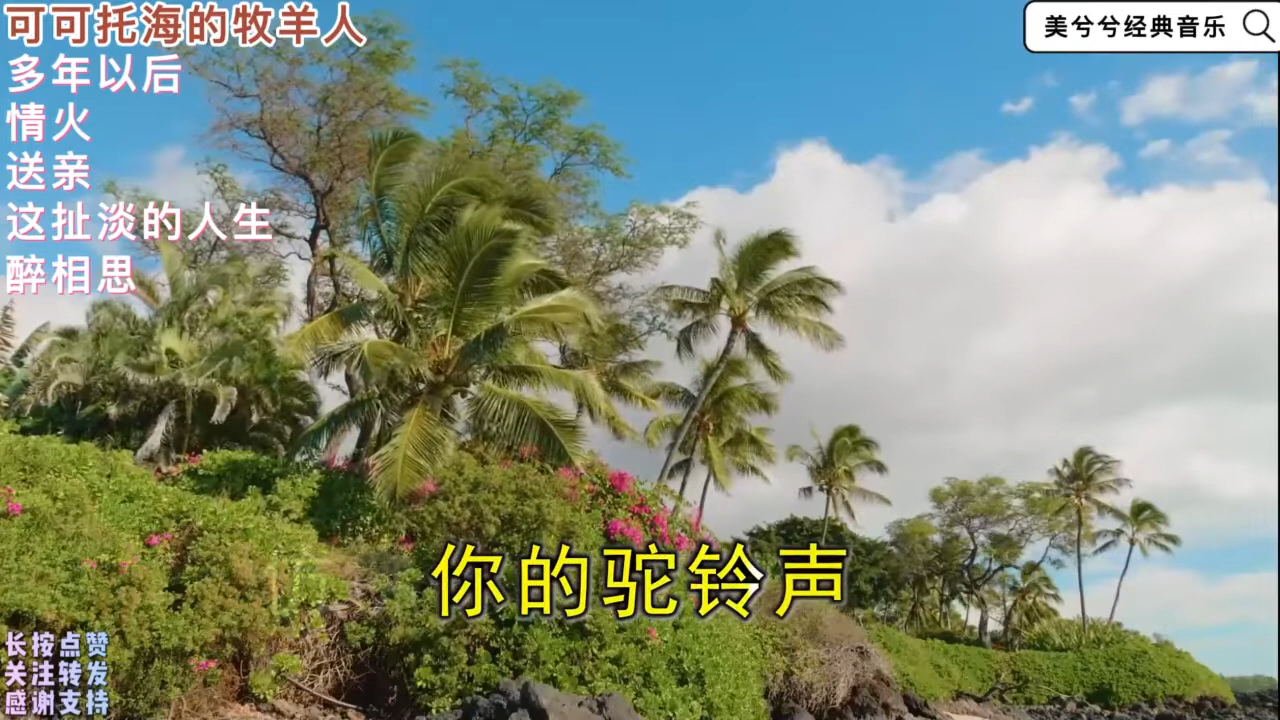 可可托海的牧羊人
多年以后
情火
送亲
这扯淡的人生
醉相思
美兮兮经典音乐
你的驼铃声
长按点赞
关注转发
感谢支持